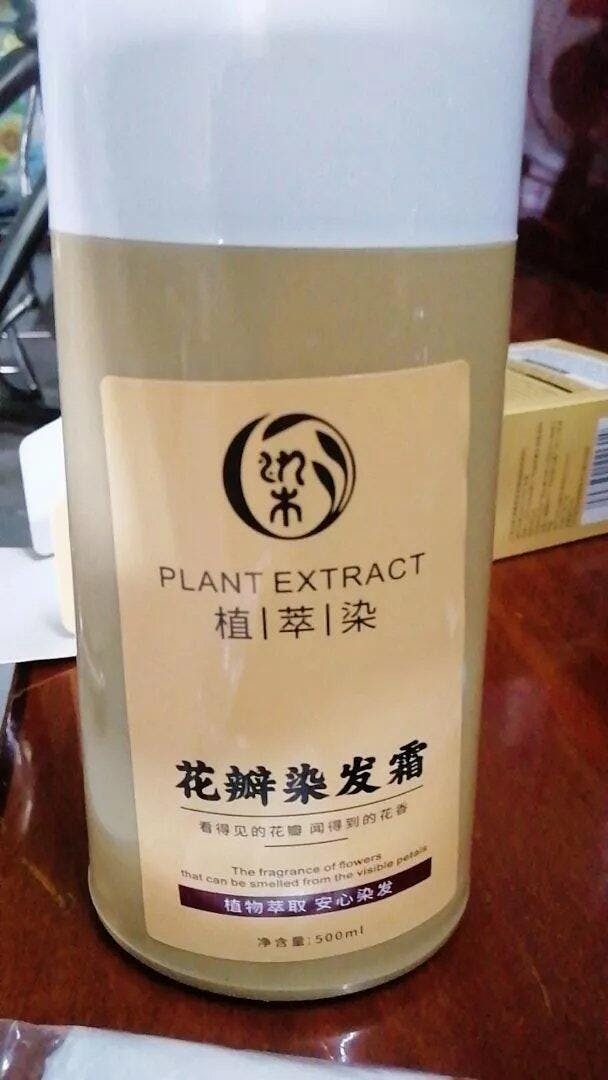 染
PLANT EXTRACT
植|萃|染
花瓣染发霜
看得见的花瓣 闻得到的花香
The fragrance of flowers
that can be smelled from the visible petals
植物萃取 安心染发
净含量:500ml